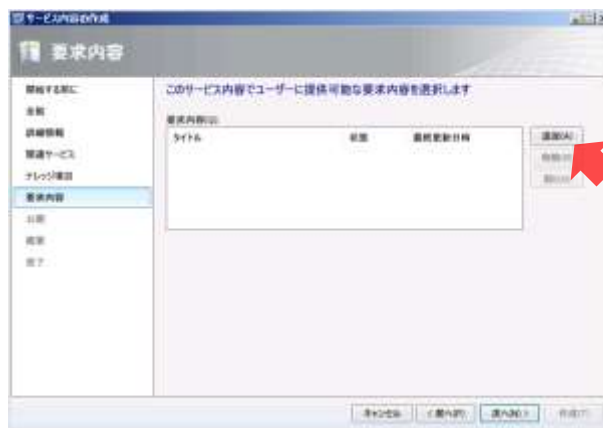 サービス内容の作成
要求内容
開始する前に
全般
詳細情報
関連サービス
ナレッジ項目
要求内容
公開
概要
完了
このサービス内容でユーザーに提供可能な要求内容を選択します
要求内容(U)
タイトル 状態 最終更新日時
追加(A)
キャンセル < 前へ(P) 次へ(N) >